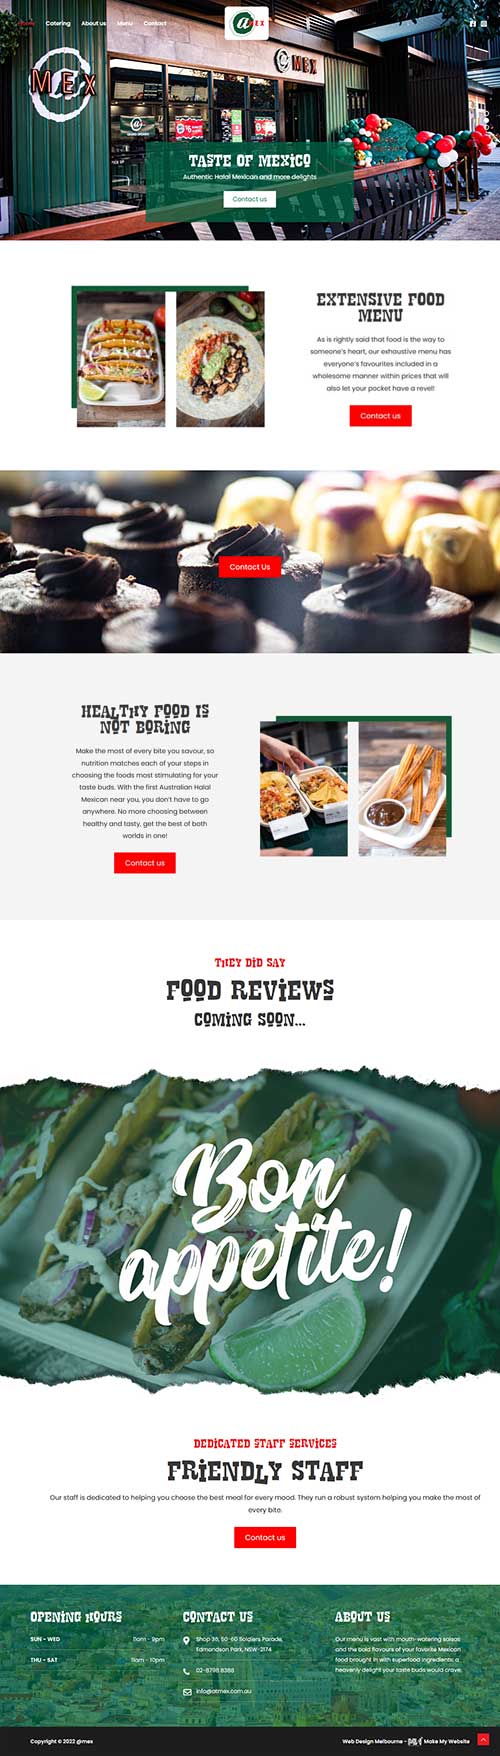 Home Catering About us Menu Contact
@MEX
MEX
MEX
TASTE OF MEXICO
Authentic Halal Mexican and more delights
Contact us
EXTENSIVE FOOD
MENU
As is rightly said that food is the way to
someone's heart, our exhaustive menu has
everyone's favourites included in a
wholesome manner within prices that will
also let your pocket have a revel!
Contact us
Contact Us
HEALTHY FOOD IS
NOT BORING
Make the most of every bite you savour, so
nutrition matches each of your steps in
choosing the foods most stimulating for your
taste buds. With the first Australian Halal
Mexican near you, you don't have to go
anywhere. No more choosing between
healthy and tasty, get the best of both
worlds in one!
Contact us
THEY DID SAY
FOOD REVIEWS
COMING SOON...
Bon
appetite!
DEDICATED STAFF SERVICES
FRIENDLY STAFF
Our staff is dedicated to helping you choose the best meal for every mood. They run a robust system helping you make the most of
every bite.
Contact us
OPENING HOURS
SUN - WED 11am - 9pm
THU - SAT 11am - 10pm
CONTACT US
Shop 36, 50-60 Soldiers Parade,
Edmondson Park, NSW-2174
02-8798 8388
info@atmex.com.au
ABOUT US
Our menu is vast with mouth-watering salsas
and the bold flavours of your favorite Mexican
food brought in with superfood ingredients: a
heavenly delight your taste buds would crave.
Copyright © 2022 @mex
Web Design Melbourne - Make My Website